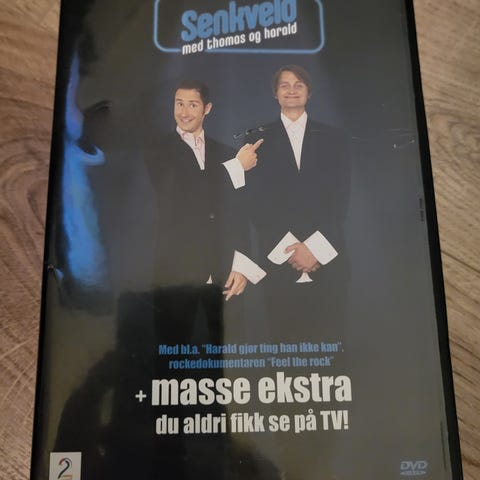 Senkveld
med thomas og harald
Med bl.a. "Harald gjør ting han ikke kan",
rockedokumentaren "Feel the rock"
+ masse ekstra
du aldri fikk se på TV!
2
DVD